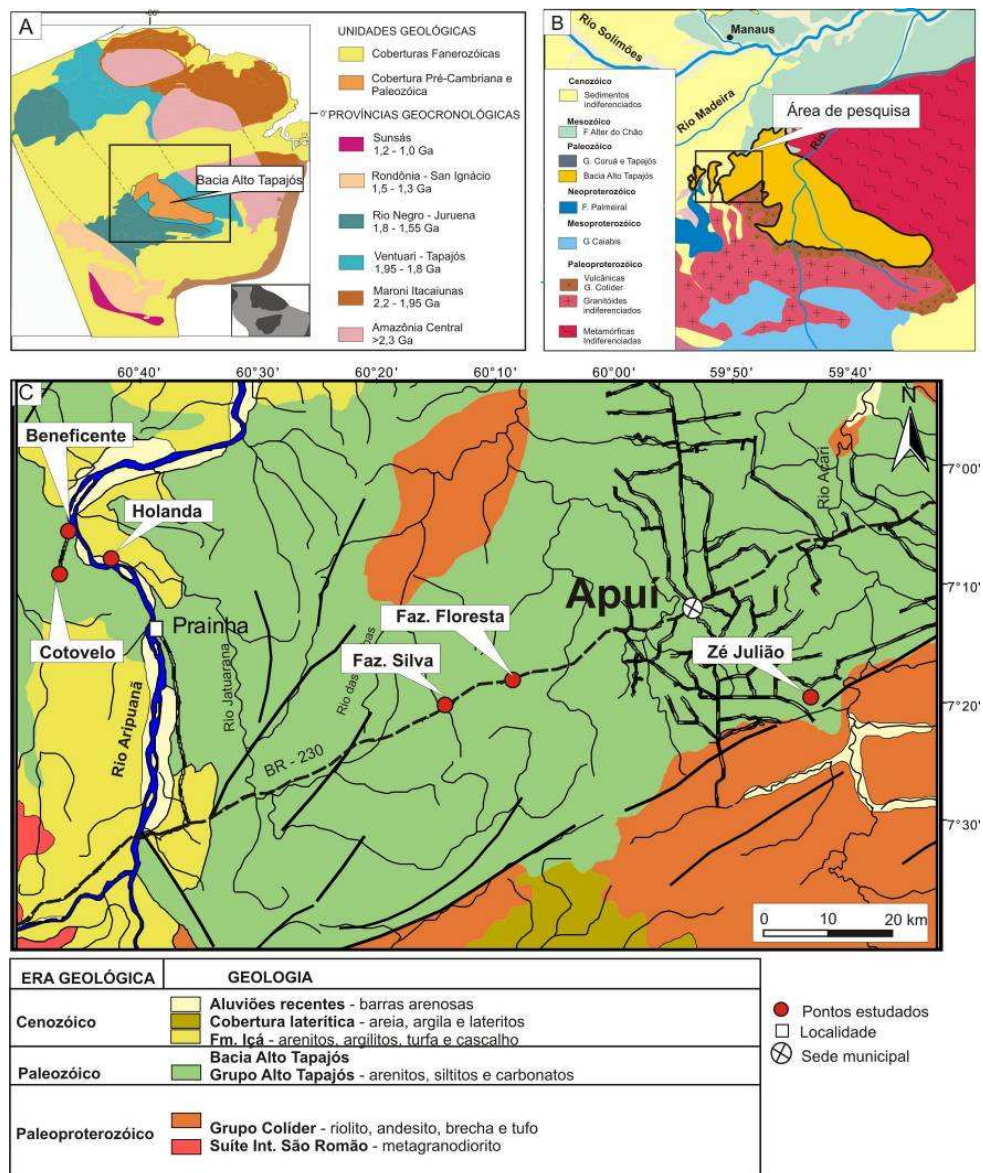 A
60°
UNIDADES GEOLÓGICAS
Coberturas Fanerozóicas
Cobertura Pré-Cambriana e
Paleozóica
0°
PROVÍNCIAS GEOCRONOLÓGICAS
Sunsás
1,2 - 1,0 Ga
Rondônia - San Ignácio
1,5 - 1,3 Ga
Rio Negro - Juruena
1,8 - 1,55 Ga
Ventuari - Tapajós
1,95 - 1,8 Ga
Maroni Itacaiunas
2,2 - 1,95 Ga
Amazônia Central
>2,3 Ga
Bacia Alto Tapajós
B
Rio Solimões
Manaus
Rio Madeira
Área de pesquisa
Cenozóico
Sedimentos
indiferenciados
Mesozóico
F Alter do Chão
Paleozóico
G. Curuá e Tapajós
Bacia Alto Tapajós
Neoproterozóico
F. Palmeiral
Mesoproterozóico
G Caiabis
Paleoproterozóico
Vulcânicas
G. Colíder
Granitóides
indiferenciados
Metamórficas
Indiferenciadas
60°40' 60°30' 60°20' 60°10' 60°00' 59°50' 59°40'
C
N
Beneficente
7°00'
Rio Acari
Holanda
7°10'
Apuí
Prainha
Faz. Floresta
Cotovelo
Faz. Silva
Zé Julião
Rio Aripuanã
Rio Jatuarana
Rio das
7°20'
BR - 230
7°30'
0 10 20 km
ERA GEOLÓGICA GEOLOGIA
Cenozóico
Aluviões recentes - barras arenosas
Cobertura laterítica - areia, argila e lateritos
Fm. Içá - arenitos, argilitos, turfa e cascalho
Paleozóico
Bacia Alto Tapajós
Grupo Alto Tapajós - arenitos, siltitos e carbonatos
Paleoproterozóico
Grupo Colíder - riolito, andesito, brecha e tufo
Suíte Int. São Romão - metagranodiorito
Pontos estudados
Localidade
Sede municipal